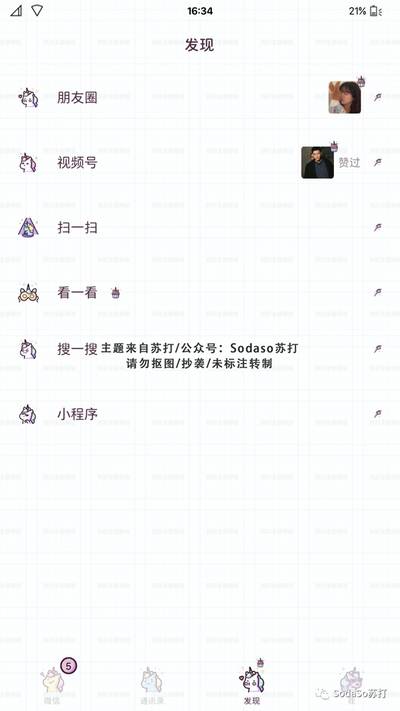 16:34
21%
发现
朋友圈
视频号
赞过
扫一扫
看一看
搜一搜
主题来自苏打/公众号：Sodaso苏打
请勿抠图/抄袭/未标注转制
小程序
5
微信
通讯录
发现
SodaSo苏打